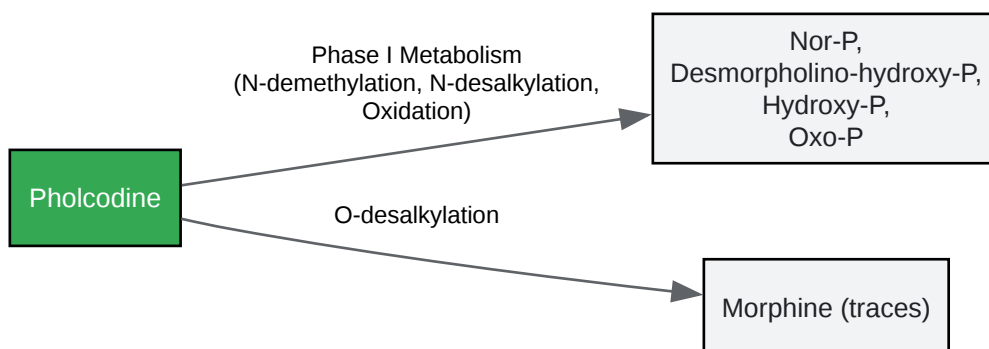 Phase I Metabolism
(N-demethylation, N-desalkylation,
Oxidation)
Nor-P,
Desmorpholino-hydroxy-P,
Hydroxy-P,
Oxo-P
Pholcodine
O-desalkylation
Morphine (traces)